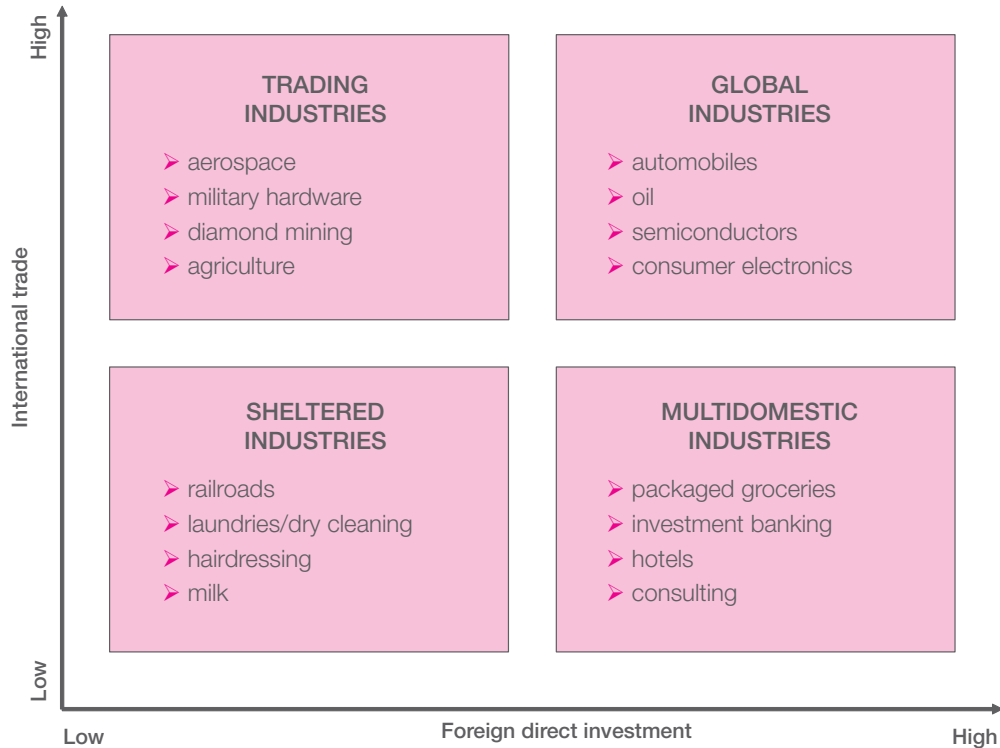 High
International trade
Low
TRADING
INDUSTRIES
➢ aerospace
➢ military hardware
➢ diamond mining
➢ agriculture
GLOBAL
INDUSTRIES
➢ automobiles
➢ oil
➢ semiconductors
➢ consumer electronics
SHELTERED
INDUSTRIES
➢ railroads
➢ laundries/dry cleaning
➢ hairdressing
➢ milk
MULTIDOMESTIC
INDUSTRIES
➢ packaged groceries
➢ investment banking
➢ hotels
➢ consulting
Low
Foreign direct investment
High